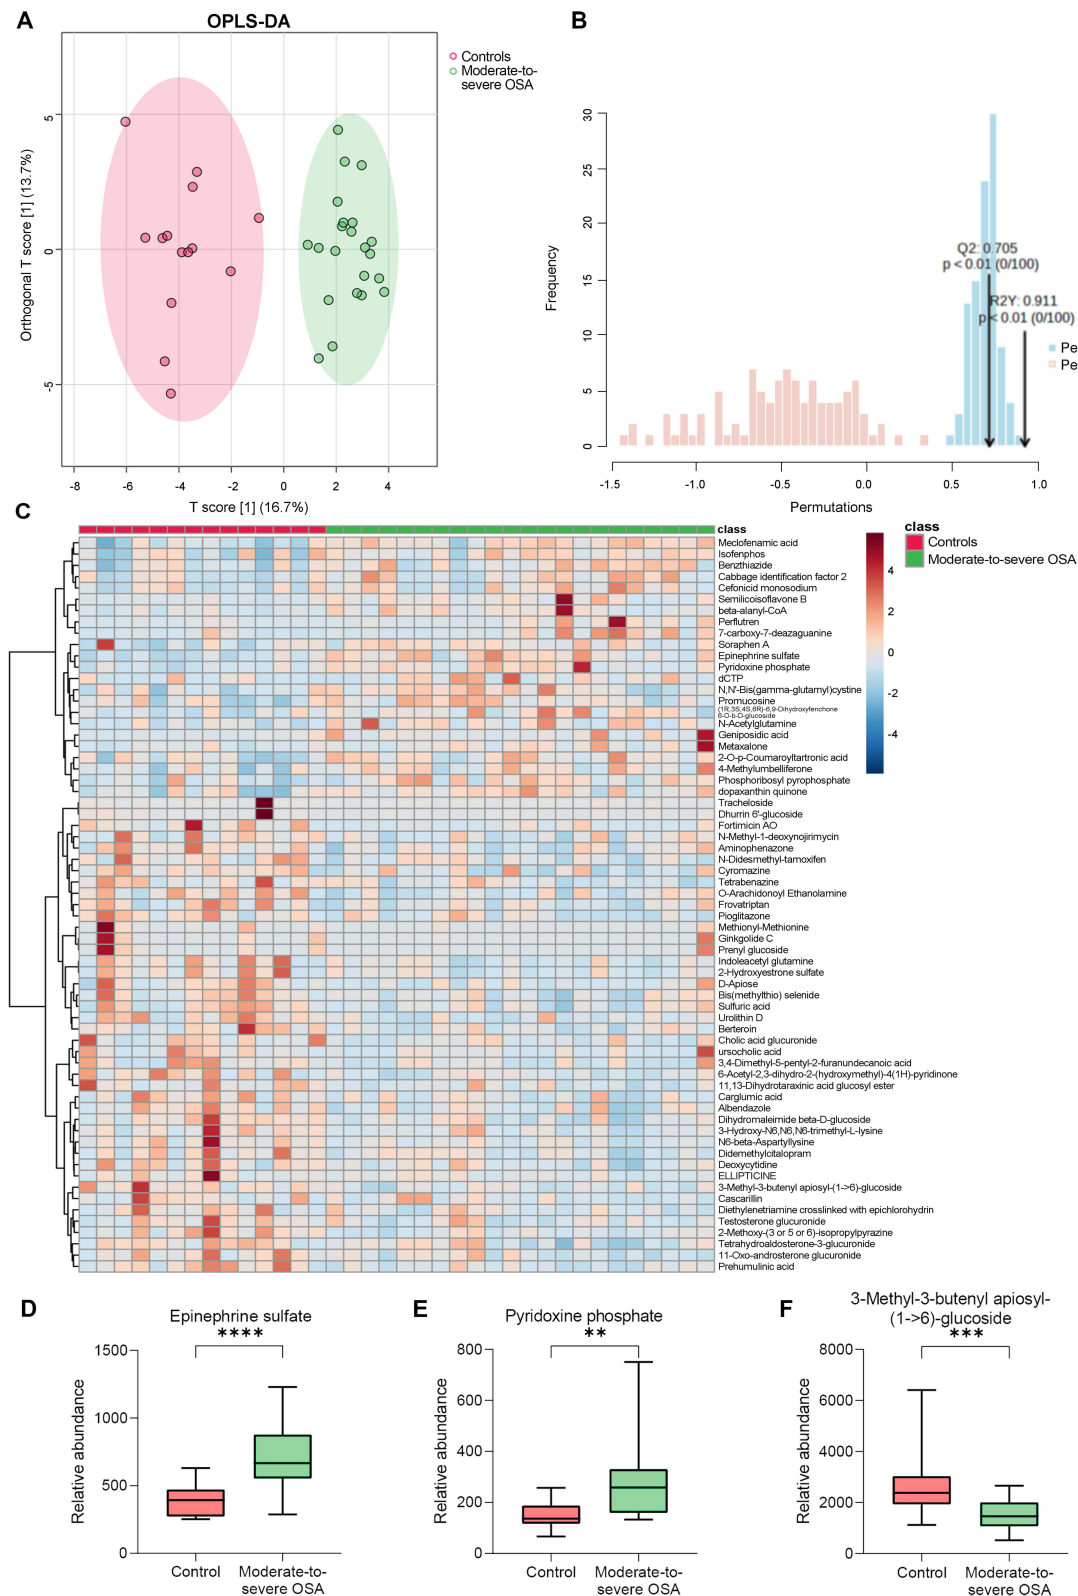 A
OPLS-DA
Controls
Moderate-to-
severe OSA
Orthogonal T score [1] (13.7%)
5
0
-5
-8
-6
-4
-2
0
2
4
T score [1] (16.7%)
B
Frequency
30
25
20
15
10
5
0
Q2: 0.705
p < 0.01 (0/100)
R2Y: 0.911
p < 0.01 (0/100)
Pe
Pe
-1.5
-1.0
-0.5
0.0
0.5
1.0
Permutations
C
class
Meclofenamic acid
Isofenphos
Benzthiazide
Cabbage identification factor 2
Cefonicid monosodium
Semilicoisoflavone B
beta-alanyl-CoA
Perflutren
7-carboxy-7-deazaguanine
Soraphen A
Epinephrine sulfate
Pyridoxine phosphate
dCTP
N,N'-Bis(gamma-glutamyl)cystine
Promucosine
(1R,3S,4S,6R)-6,9-Dihydroxyfenchone
6-O-b-D-glucoside
N-Acetylglutamine
Geniposidic acid
Metaxalone
2-O-p-Coumaroyltartronic acid
4-Methylumbelliferone
Phosphoribosyl pyrophosphate
dopaxanthin quinone
Tracheloside
Dhurrin 6'-glucoside
Fortimicin AO
N-Methyl-1-deoxynojirimycin
Aminophenazone
N-Didesmethyl-tamoxifen
Cyromazine
Tetrabenazine
O-Arachidonoyl Ethanolamine
Frovatriptan
Pioglitazone
Methionyl-Methionine
Ginkgolide C
Prenyl glucoside
Indoleacetyl glutamine
2-Hydroxyestrone sulfate
D-Apiose
Bis(methylthio) selenide
Sulfuric acid
Urolithin D
Berteroin
Cholic acid glucuronide
ursocholic acid
3,4-Dimethyl-5-pentyl-2-furanundecanoic acid
6-Acetyl-2,3-dihydro-2-(hydroxymethyl)-4(1H)-pyridinone
11,13-Dihydrotaraxinic acid glucosyl ester
Carglumic acid
Albendazole
Dihydromaleimide beta-D-glucoside
3-Hydroxy-N6,N6,N6-trimethyl-L-lysine
N6-beta-Aspartyllysine
Didemethylcitalopram
Deoxycytidine
ELLIPTICINE
3-Methyl-3-butenyl apiosyl-(1->6)-glucoside
Cascarillin
Diethylenetriamine crosslinked with epichlorohydrin
Testosterone glucuronide
2-Methoxy-(3 or 5 or 6)-isopropylpyrazine
Tetrahydroaldosterone-3-glucuronide
11-Oxo-androsterone glucuronide
Prehumulinic acid
4
2
0
-2
-4
class
Controls
Moderate-to-severe OSA
D
Epinephrine sulfate
****
Relative abundance
1500
1000
500
0
Control
Moderate-to-
severe OSA
E
Pyridoxine phosphate
**
Relative abundance
800
600
400
200
0
Control
Moderate-to-
severe OSA
F
3-Methyl-3-butenyl apiosyl-
(1->6)-glucoside
***
Relative abundance
8000
6000
4000
2000
0
Control
Moderate-to-
severe OSA